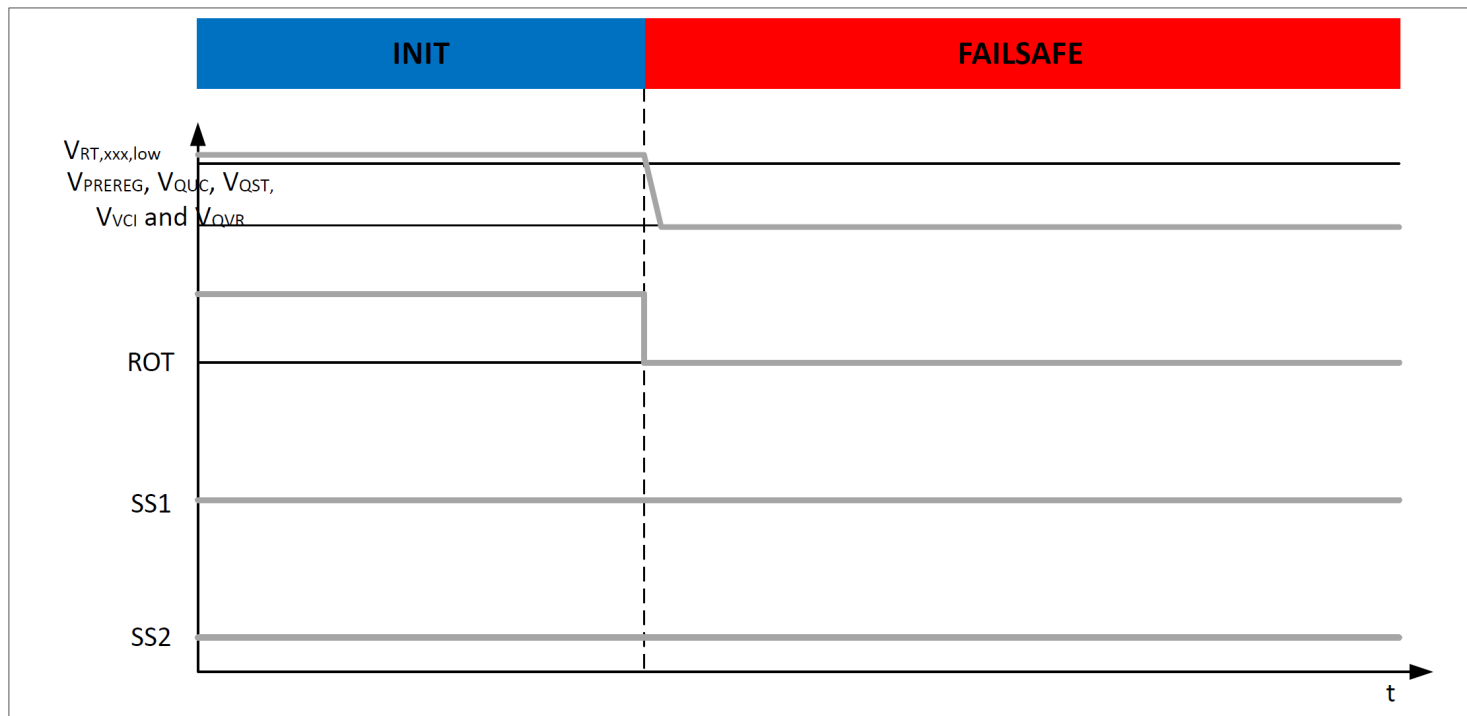 INIT FAILSAFE
VRT,xxx,low
VPREREG, VQUC, VQST,
VVCI and VQVR
ROT
SS1
SS2
t